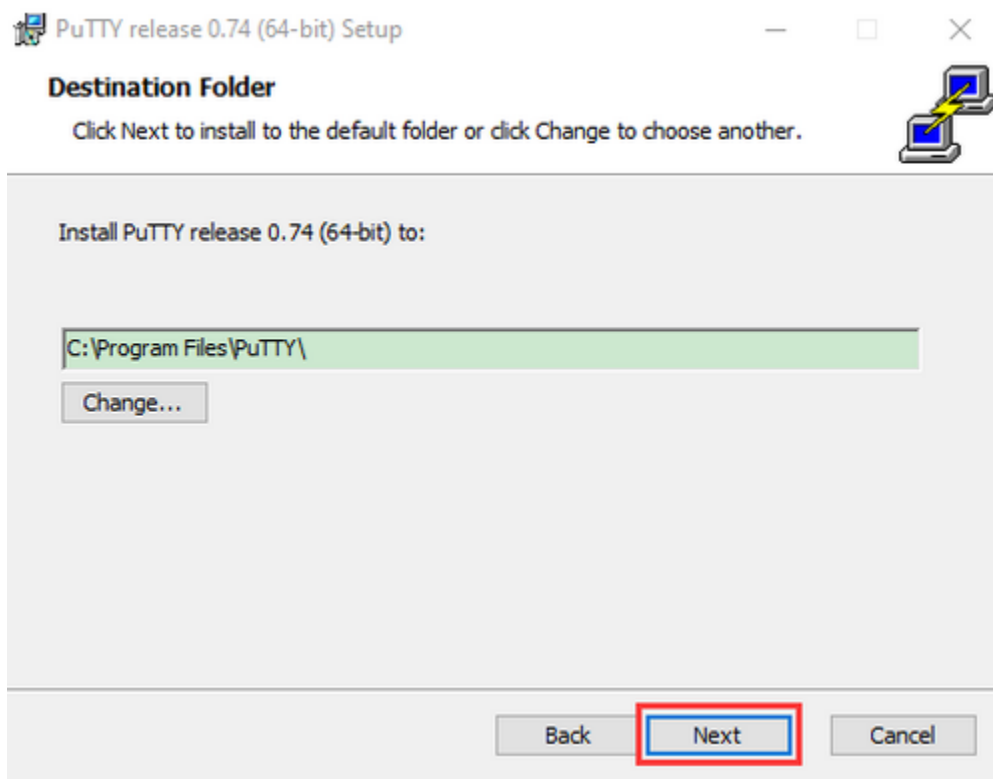 PuTTY release 0.74 (64-bit) Setup
Destination Folder
Click Next to install to the default folder or click Change to choose another.
Install PuTTY release 0.74 (64-bit) to:
C:\Program Files\PuTTY\
Change...
Back Next Cancel